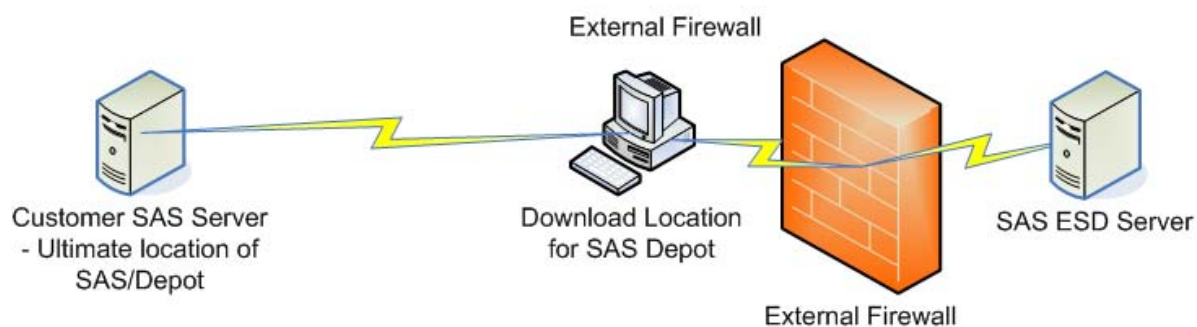 External Firewall
Customer SAS Server
- Ultimate location of
SAS/Depot
Download Location
for SAS Depot
SAS ESD Server
External Firewall